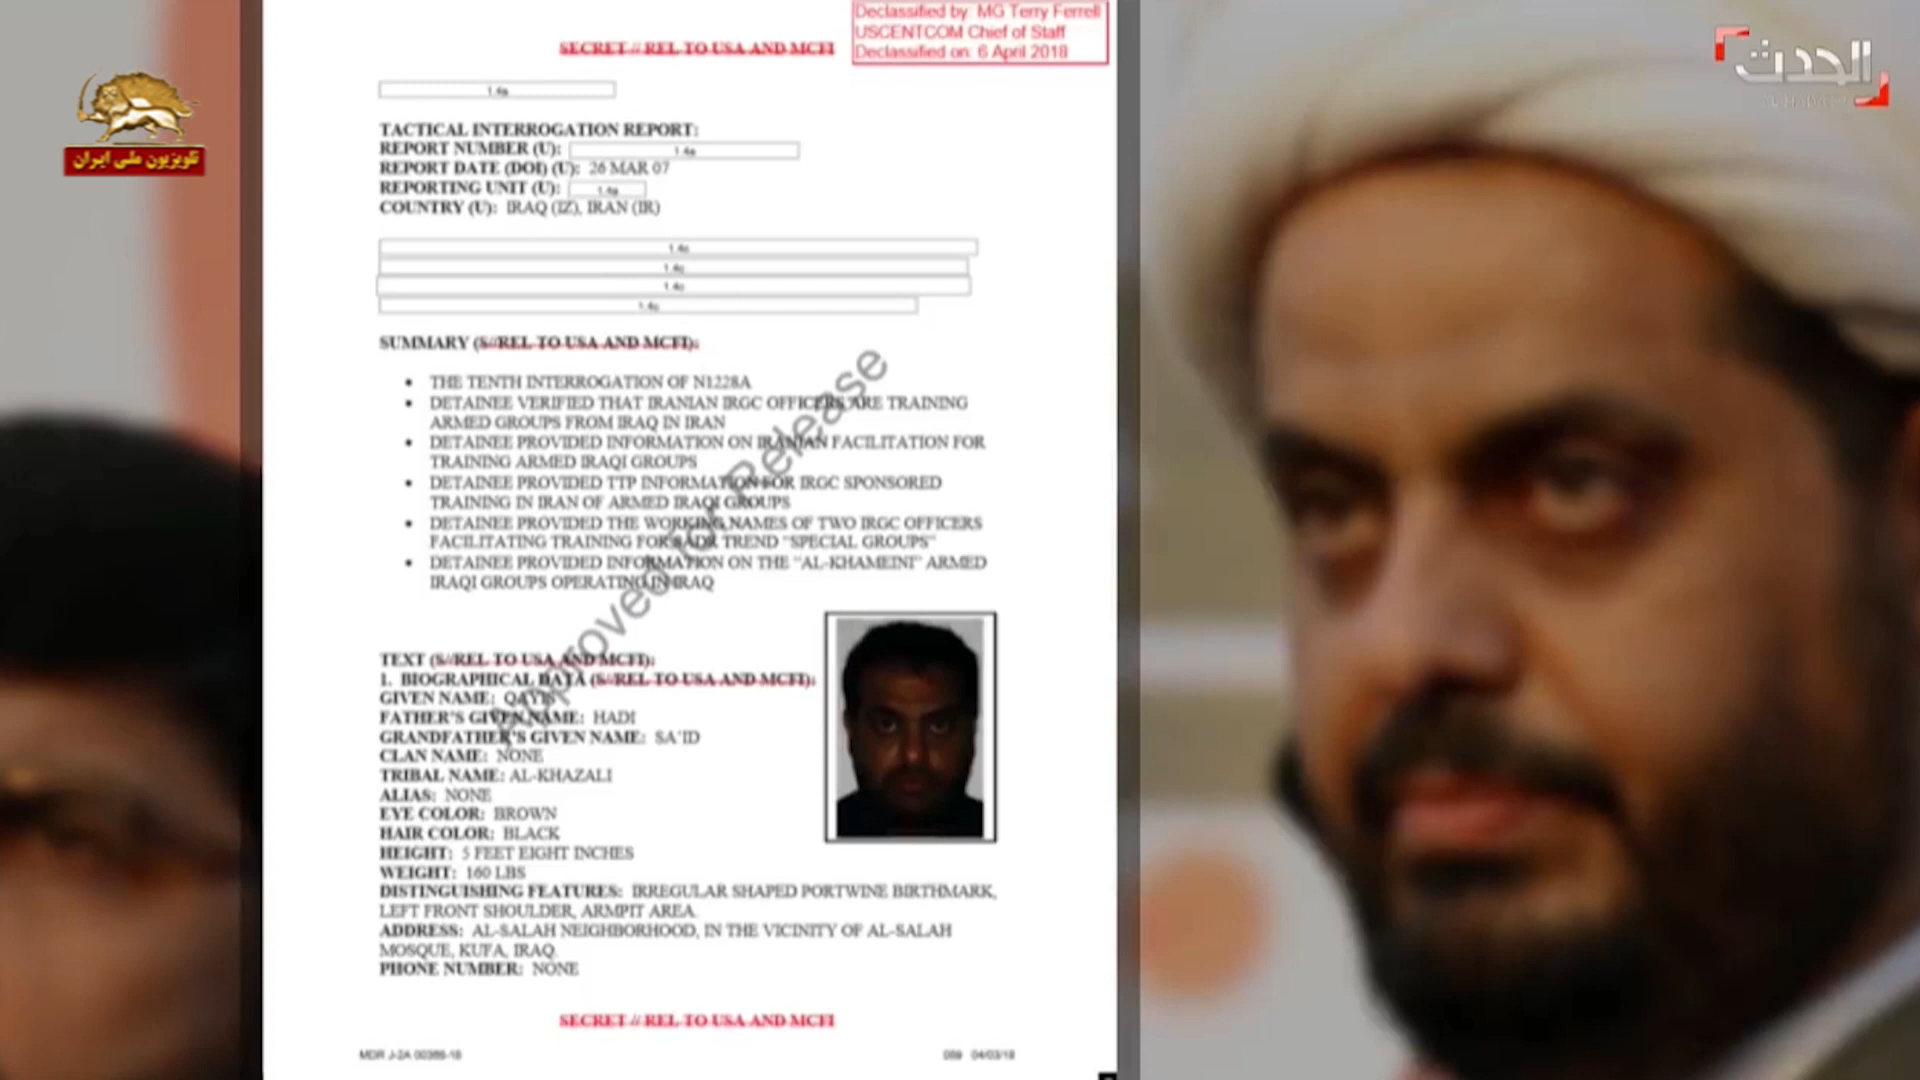 Declassified by: MG Terry Ferrell
USCENTCOM Chief of Staff
Declassified on: 6 April 2018
SECRET // REL TO USA AND MCFI
الحدث
AL HADATH
تلویزیون ملی ایران
1.4a
TACTICAL INTERROGATION REPORT:
REPORT NUMBER (U): 1.4a
REPORT DATE (DOI) (U): 26 MAR 07
REPORTING UNIT (U): 1.4a
COUNTRY (U): IRAQ (IZ), IRAN (IR)
1.4c
1.4c
1.4c
1.4c
SUMMARY (S//REL TO USA AND MCFI):
• THE TENTH INTERROGATION OF N1228A
• DETAINEE VERIFIED THAT IRANIAN IRGC OFFICERS ARE TRAINING
ARMED GROUPS FROM IRAQ IN IRAN
• DETAINEE PROVIDED INFORMATION ON IRANIAN FACILITATION FOR
TRAINING ARMED IRAQI GROUPS
• DETAINEE PROVIDED TTP INFORMATION FOR IRGC SPONSORED
TRAINING IN IRAN OF ARMED IRAQI GROUPS
• DETAINEE PROVIDED THE WORKING NAMES OF TWO IRGC OFFICERS
FACILITATING TRAINING FOR SADR TREND "SPECIAL GROUPS"
• DETAINEE PROVIDED INFORMATION ON THE "AL-KHAMEINI" ARMED
IRAQI GROUPS OPERATING IN IRAQ
Approved for Release
TEXT (S//REL TO USA AND MCFI):
1. BIOGRAPHICAL DATA (S//REL TO USA AND MCFI):
GIVEN NAME: QAYIS
FATHER'S GIVEN NAME: HADI
GRANDFATHER'S GIVEN NAME: SA'ID
CLAN NAME: NONE
TRIBAL NAME: AL-KHAZALI
ALIAS: NONE
EYE COLOR: BROWN
HAIR COLOR: BLACK
HEIGHT: 5 FEET EIGHT INCHES
WEIGHT: 160 LBS
DISTINGUISHING FEATURES: IRREGULAR SHAPED PORTWINE BIRTHMARK,
LEFT FRONT SHOULDER, ARMPIT AREA.
ADDRESS: AL-SALAH NEIGHBORHOOD, IN THE VICINITY OF AL-SALAH
MOSQUE, KUFA, IRAQ.
PHONE NUMBER: NONE
SECRET // REL TO USA AND MCFI
MDR J-2A 00386-18
089 04/03/18